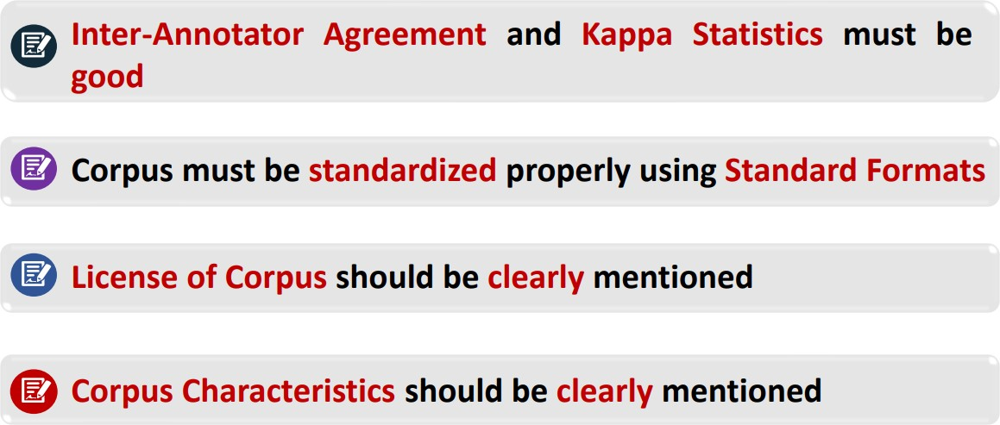 Inter-Annotator Agreement and Kappa Statistics must be
good
Corpus must be standardized properly using Standard Formats
License of Corpus should be clearly mentioned
Corpus Characteristics should be clearly mentioned